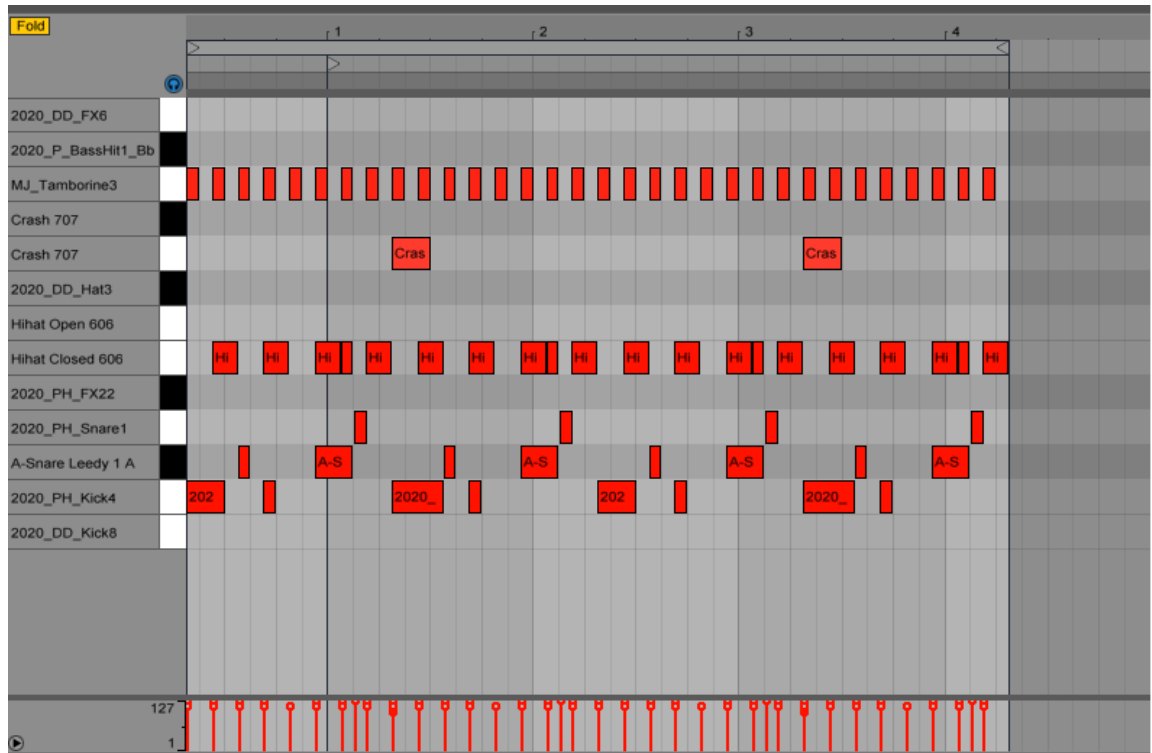 Fold
1 2 3 4
2020_DD_FX6
2020_P_BassHit1_Bb
MJ_Tamborine3
Crash 707
Crash 707 Cras Cras
2020_DD_Hat3
Hihat Open 606
Hihat Closed 606 Hi Hi Hi Hi Hi Hi Hi Hi Hi Hi Hi Hi Hi Hi Hi Hi
2020_PH_FX22
2020_PH_Snare1
A-Snare Leedy 1 A A-S A-S A-S A-S
2020_PH_Kick4 202 2020_ 202 2020_
2020_DD_Kick8
127
1